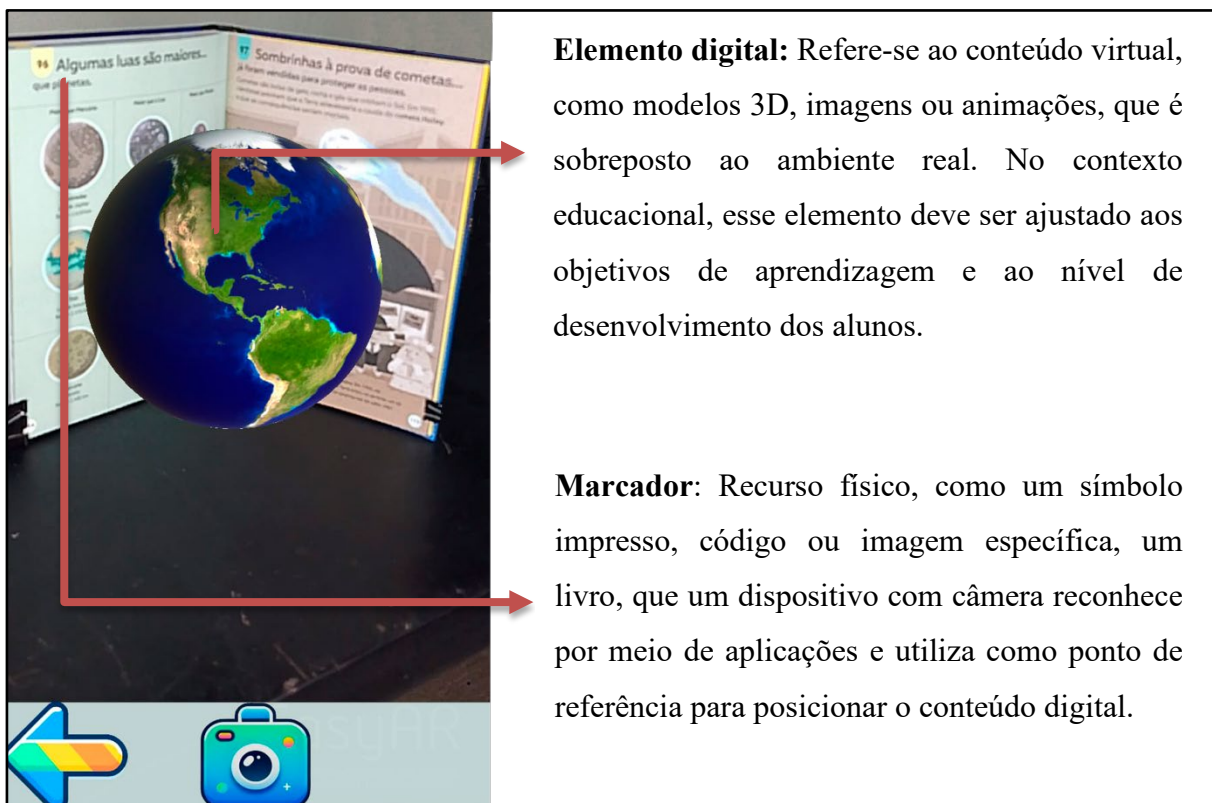 96 Algumas luas são maiores...
que planetas.
97 Sombrinhas à prova de cometas...
foram vendidas para proteger as pessoas.
Elemento digital: Refere-se ao conteúdo virtual,
como modelos 3D, imagens ou animações, que é
sobreposto ao ambiente real. No contexto
educacional, esse elemento deve ser ajustado aos
objetivos de aprendizagem e ao nível de
desenvolvimento dos alunos.
Marcador: Recurso físico, como um símbolo
impresso, código ou imagem específica, um
livro, que um dispositivo com câmera reconhece
por meio de aplicações e utiliza como ponto de
referência para posicionar o conteúdo digital.